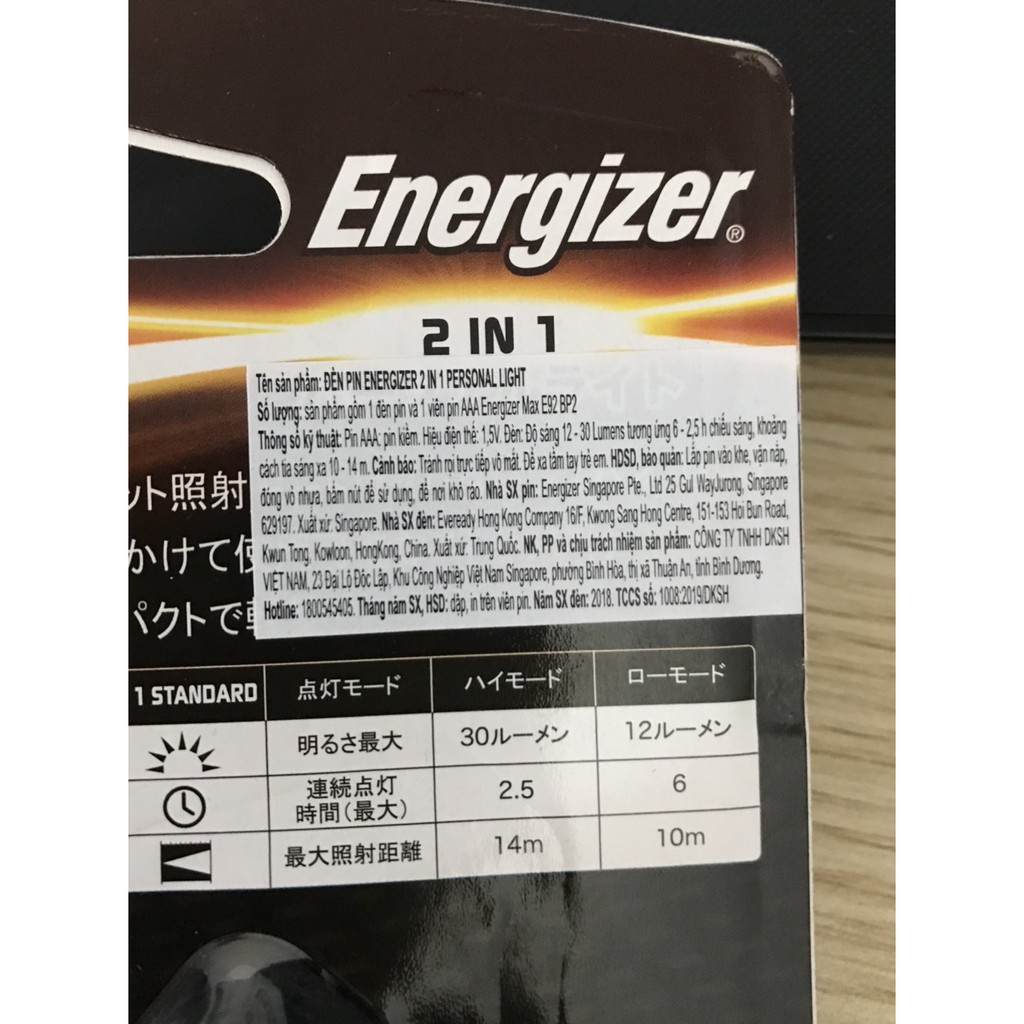 Energizer®
2 IN 1
ライト
Tên sản phẩm: ĐÈN PIN ENERGIZER 2 IN 1 PERSONAL LIGHT
Số lượng: sản phẩm gồm 1 đèn pin và 1 viên pin AAA Energizer Max E92 BP2
Thông số kỹ thuật: Pin AAA: pin kiềm. Hiệu điện thế: 1,5V. Đèn: Độ sáng 12 - 30 Lumens tương ứng 6 - 2,5 h chiếu sáng, khoảng
cách tia sáng xa 10 - 14 m. Cảnh báo: Tránh rọi trực tiếp vô mắt. Để xa tầm tay trẻ em. HDSD, bảo quản: Lắp pin vào khe, vặn nắp,
đóng vỏ nhựa, bấm nút để sử dụng, để nơi khô ráo. Nhà SX pin: Energizer Singapore Pte., Ltd 25 Gul WayJurong, Singapore
629197. Xuất xứ: Singapore. Nhà SX đèn: Eveready Hong Kong Company 16/F, Kwong Sang Hong Centre, 151-153 Hoi Bun Road,
Kwun Tong, Kowloon, HongKong, China. Xuất xứ: Trung Quốc. NK, PP và chịu trách nhiệm sản phẩm: CÔNG TY TNHH DKSH
VIỆT NAM, 23 Đại Lộ Độc Lập, Khu Công Nghiệp Việt Nam Singapore, phường Bình Hòa, thị xã Thuận An, tỉnh Bình Dương.
Hotline: 1800545405. Tháng năm SX, HSD: dập, in trên viên pin. Năm SX đèn: 2018. TCCS số: 1008:2019/DKSH
ット照射
かけて使
パクトで軽
1 STANDARD 点灯モード ハイモード ローモード
明るさ最大 30ルーメン 12ルーメン
連続点灯
時間(最大) 2.5 6
最大照射距離 14m 10m